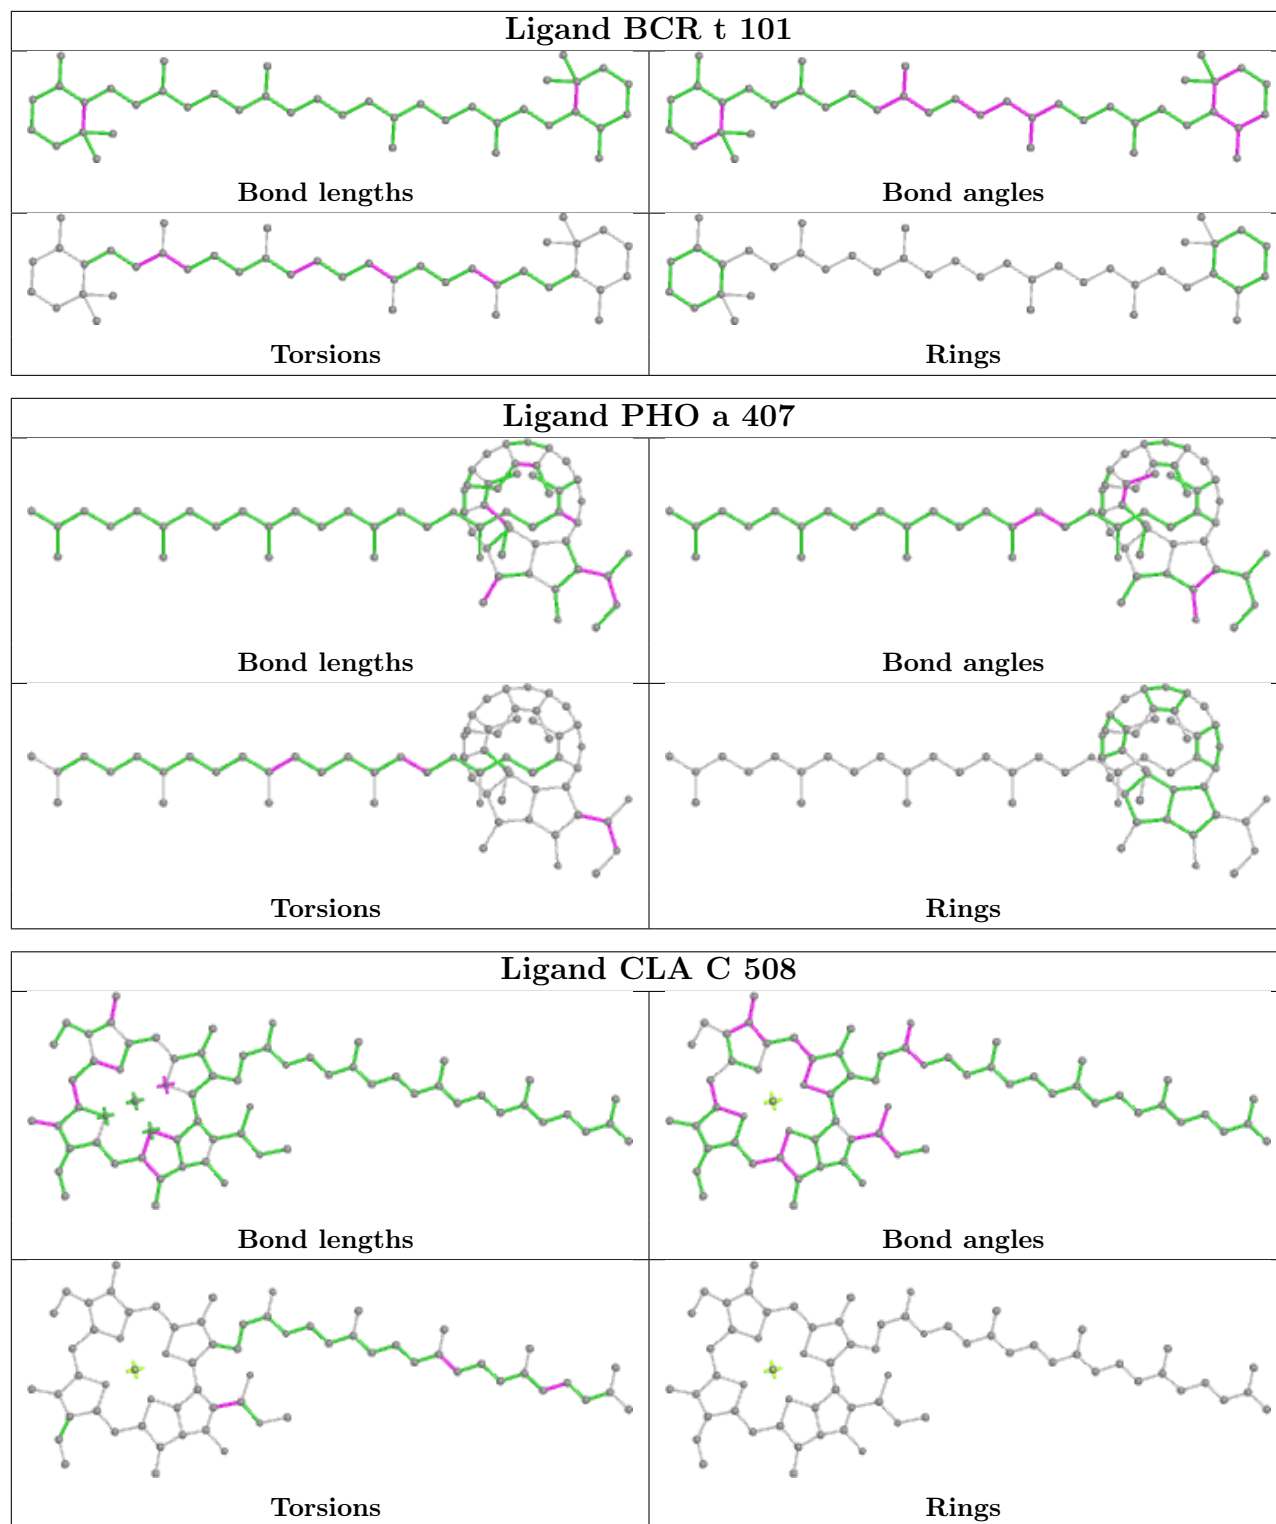 Ligand BCR t 101
Bond lengths
Bond angles
Torsions
Rings
Ligand PHO a 407
Bond lengths
Bond angles
Torsions
Rings
Ligand CLA C 508
Bond lengths
Bond angles
Torsions
Rings